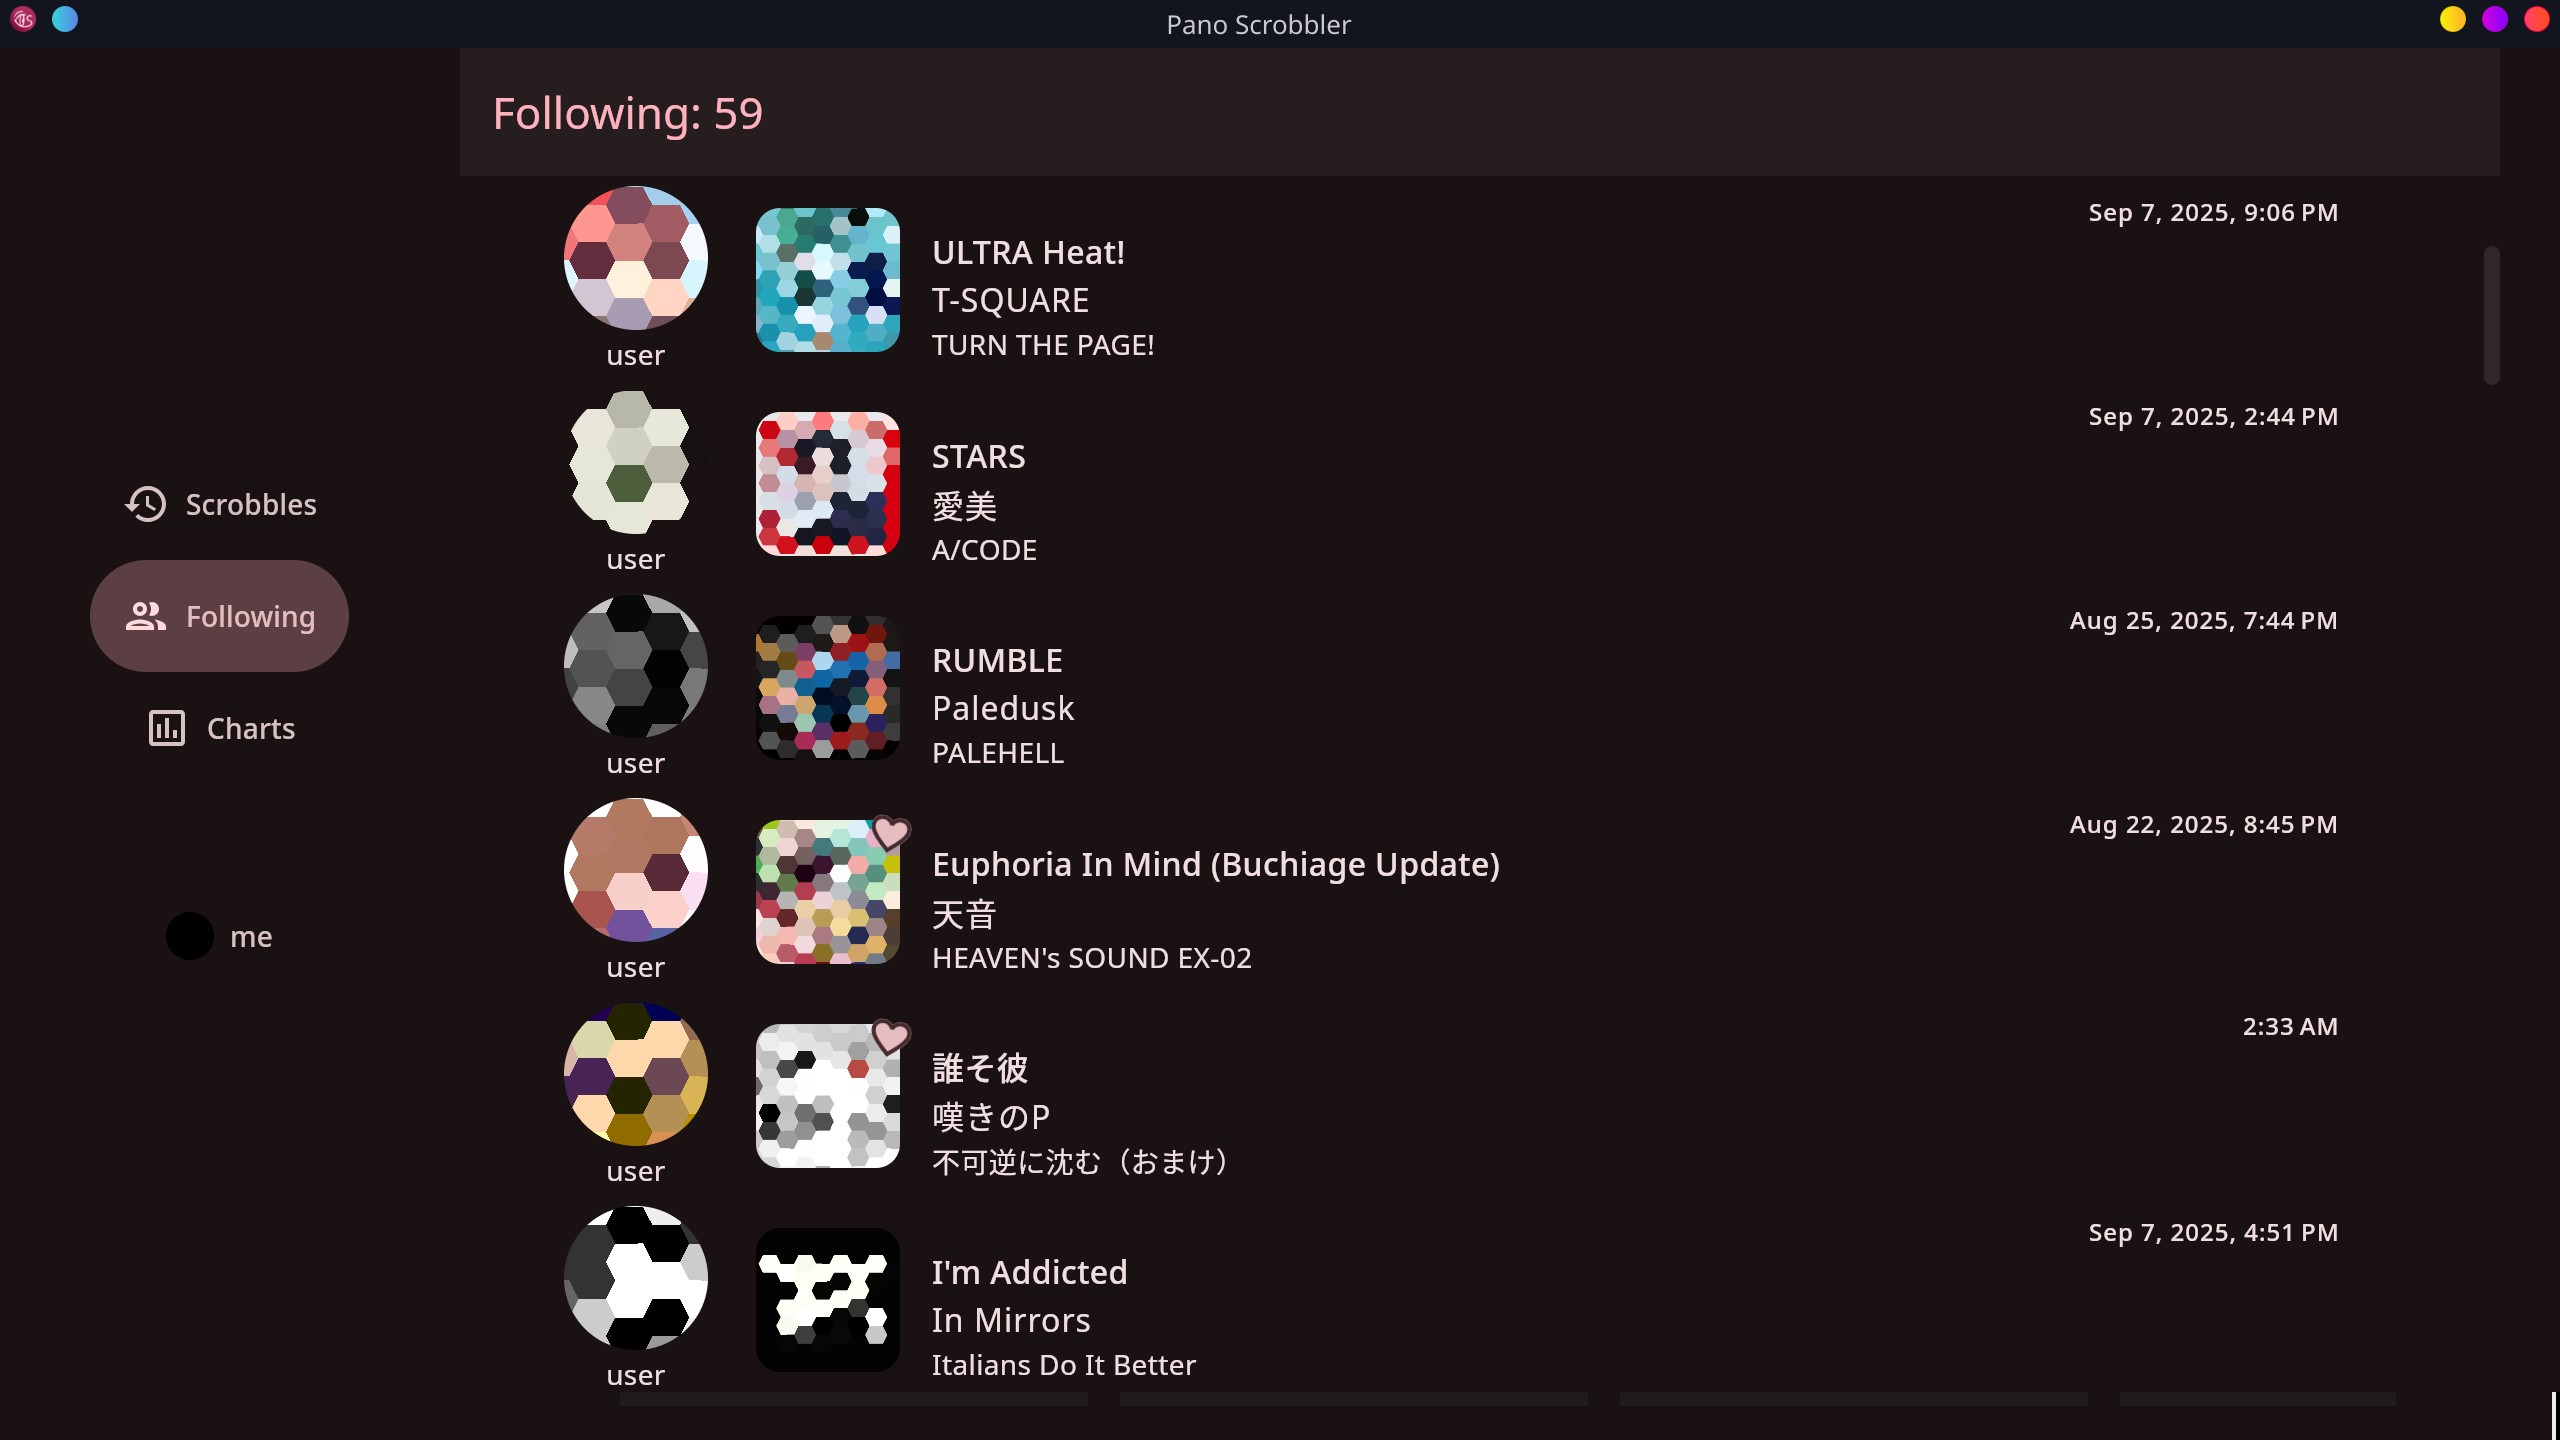 Pano Scrobbler
Following: 59
Scrobbles
Following
Charts
me
user
ULTRA Heat!
T-SQUARE
TURN THE PAGE!
Sep 7, 2025, 9:06 PM
user
STARS
愛美
A/CODE
Sep 7, 2025, 2:44 PM
user
RUMBLE
Paledusk
PALEHELL
Aug 25, 2025, 7:44 PM
user
Euphoria In Mind (Buchiage Update)
天音
HEAVEN's SOUND EX-02
Aug 22, 2025, 8:45 PM
user
誰そ彼
嘆きのP
不可逆に沈む（おまけ）
2:33 AM
user
I'm Addicted
In Mirrors
Italians Do It Better
Sep 7, 2025, 4:51 PM